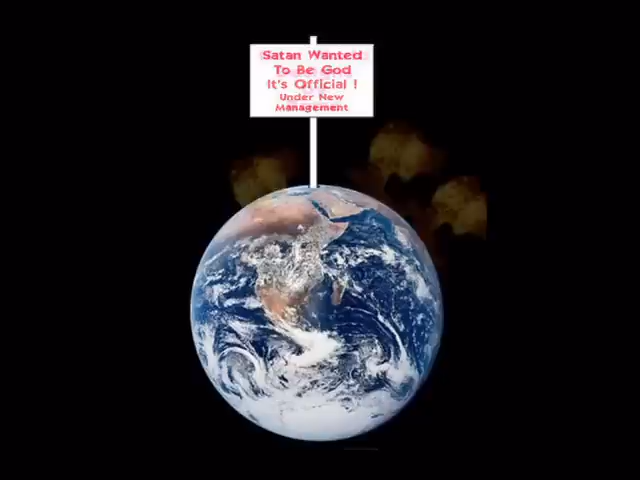 Satan Wanted
To Be God
It's Official !
Under New
Management